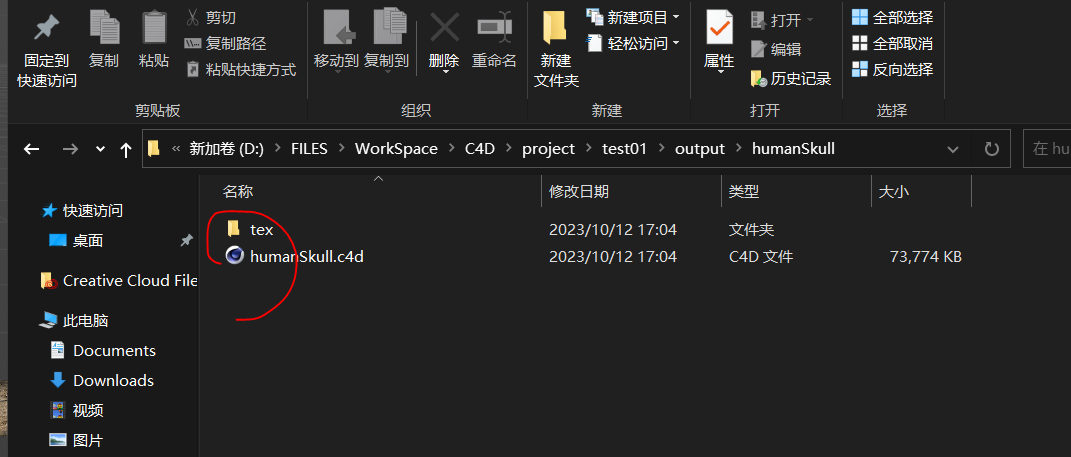 剪切
复制路径
粘贴快捷方式
固定到
快速访问
复制
粘贴
剪贴板
移动到
复制到
删除
重命名
组织
新建项目
轻松访问
新建
文件夹
新建
属性
打开
编辑
历史记录
打开
全部选择
全部取消
反向选择
选择
« 新加卷 (D:) > FILES > WorkSpace > C4D > project > test01 > output > humanSkull
在 hu
名称 修改日期 类型 大小
快速访问
桌面
Creative Cloud File
此电脑
Documents
Downloads
视频
图片
tex 2023/10/12 17:04 文件夹
humanSkull.c4d 2023/10/12 17:04 C4D 文件 73,774 KB